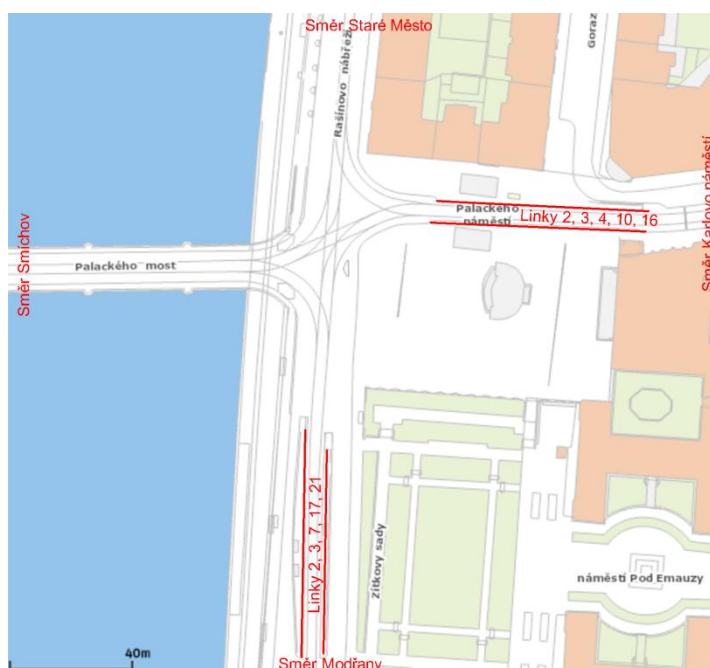 Směr Staré Město
Rašínovo nábřeží
Goraz
Směr Karlovo náměstí
Palackého
náměstí
Linky 2, 3, 4, 10, 16
Směr Smíchov
Palackého most
Linky 2, 3, 7, 17, 21
Zítkovy sady
náměstí Pod Emauzy
40m
Směr Modřany